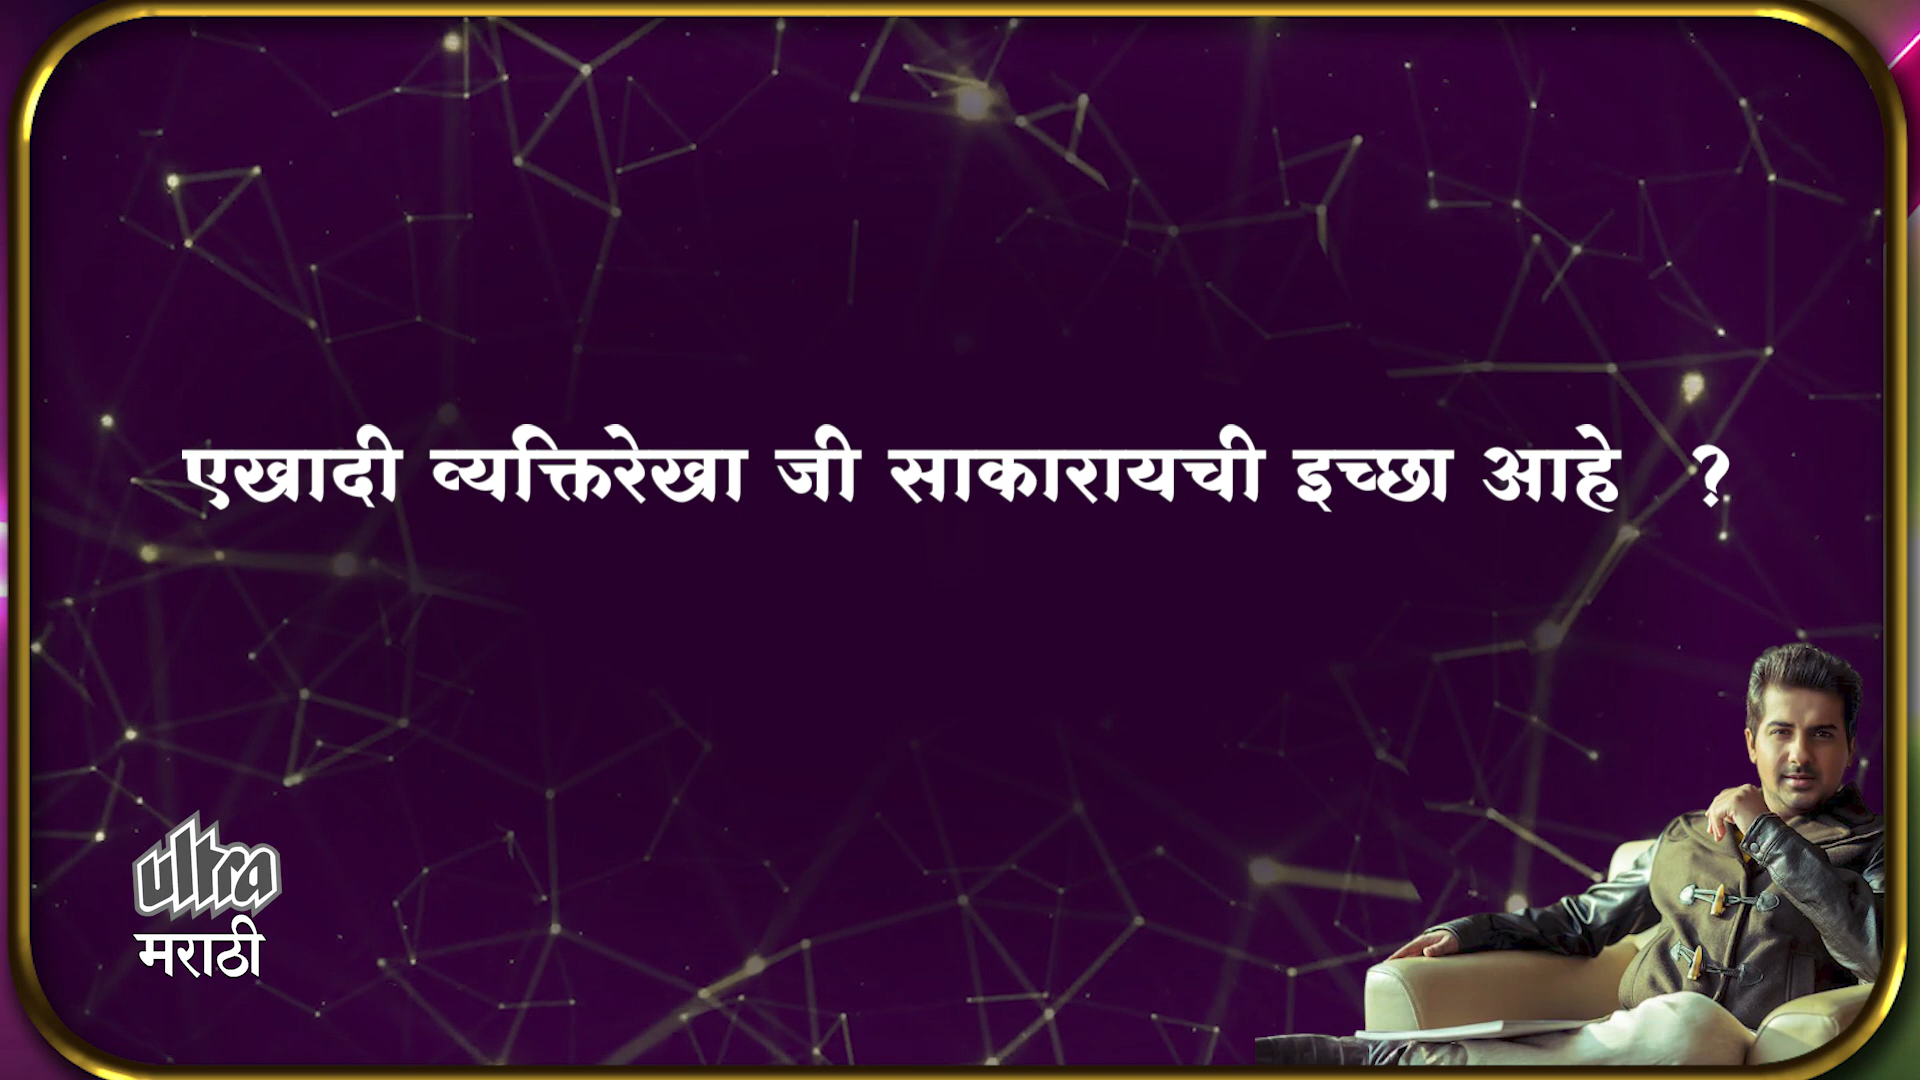 एखादी व्यक्तिरेखा जी साकारायची इच्छा आहे ?
ultra
मराठी